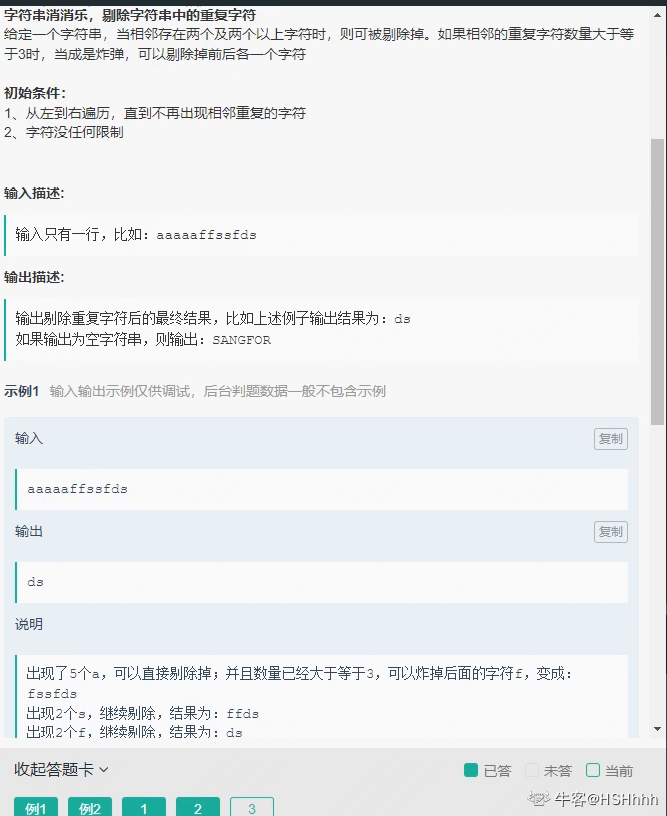 字符串消消乐，剔除字符串中的重复字符
给定一个字符串，当相邻存在两个及两个以上字符时，则可被剔除掉。如果相邻的重复字符数量大于等
于3时，当成是炸弹，可以剔除掉前后各一个字符
初始条件：
1、从左到右遍历，直到不再出现相邻重复的字符
2、字符没任何限制
输入描述：
输入只有一行，比如：aaaaaffssfds
输出描述：
输出剔除重复字符后的最终结果，比如上述例子输出结果为：ds
如果输出为空字符串，则输出：SANGFOR
示例1 输入输出示例仅供调试，后台判题数据一般不包含示例
输入 复制
aaaaaffssfds
输出 复制
ds
说明
出现了5个a，可以直接剔除掉；并且数量已经大于等于3，可以炸掉后面的字符f，变成：
fssfds
出现2个s，继续剔除，结果为：ffds
出现2个f，继续剔除，结果为：ds
收起答题卡 已答 未答 当前
例1 例2 1 2 3
牛客@HSHhhh